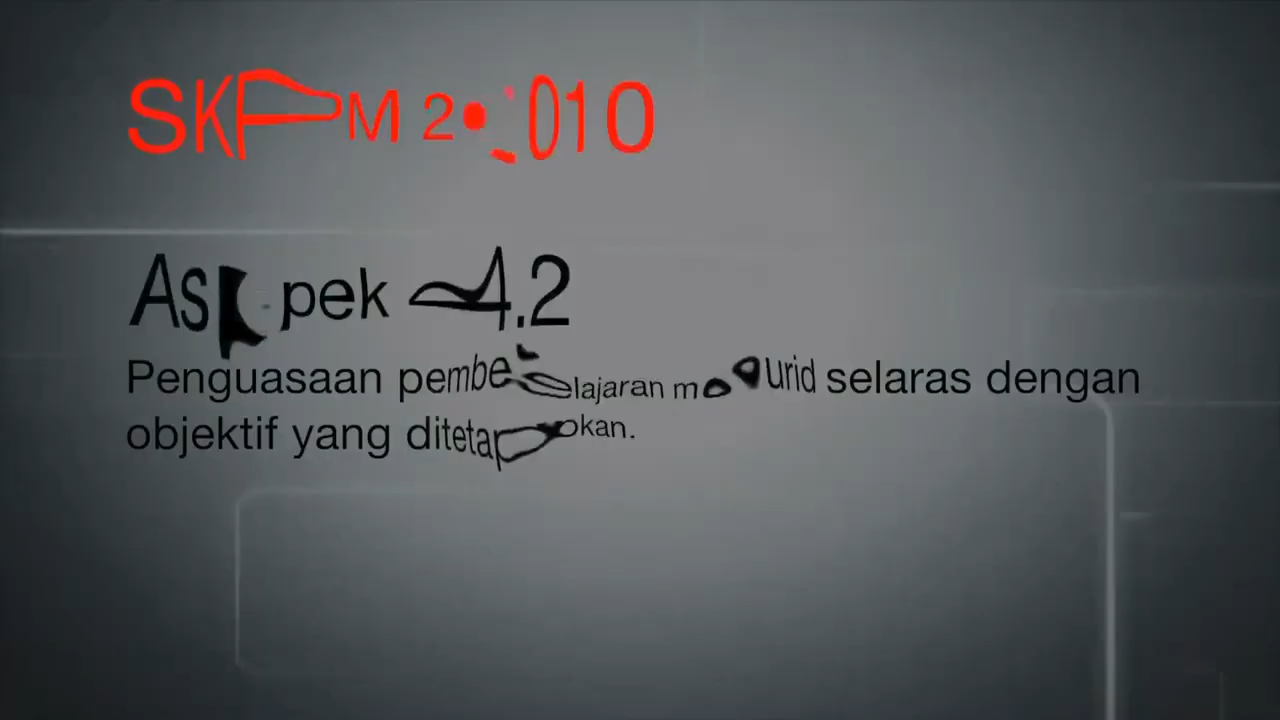 SKPM 2010
Aspek 4.2
Penguasaan pembelajaran murid selaras dengan
objektif yang ditetapkan.